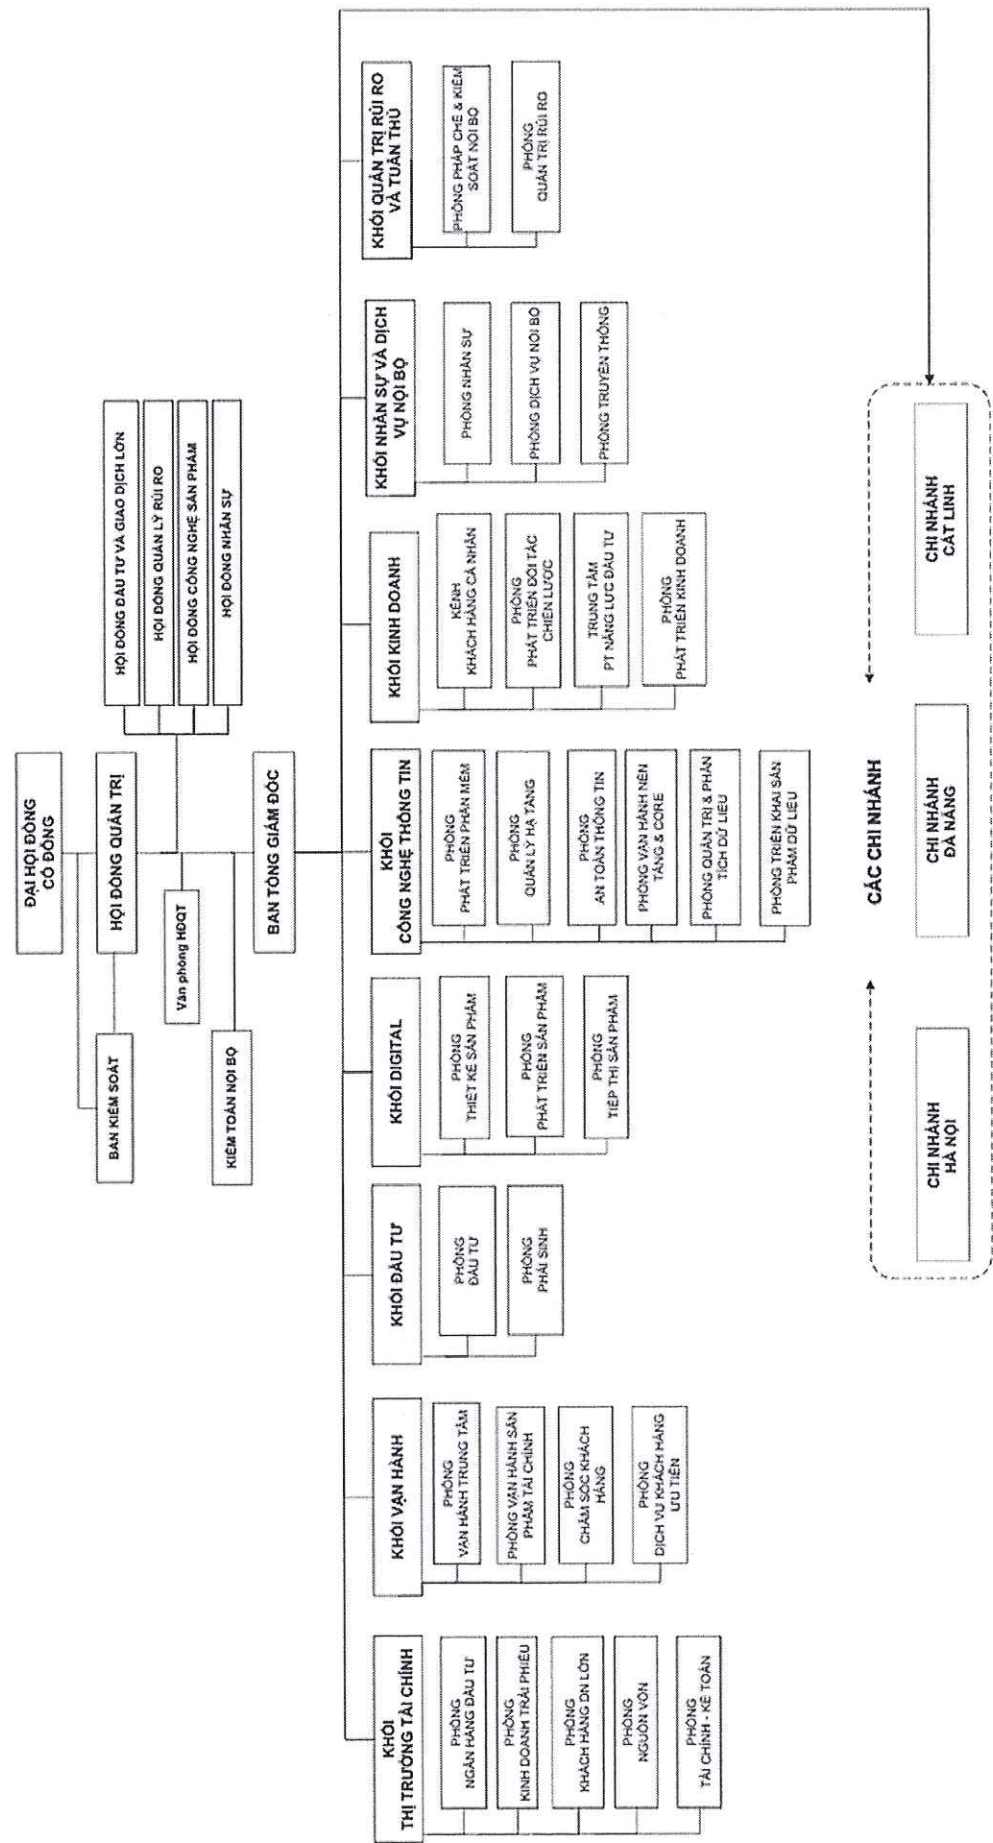 ĐẠI HỘI ĐỒNG
CỔ ĐÔNG
BAN KIỂM SOÁT
HỘI ĐỒNG QUẢN TRỊ
Văn phòng HĐQT
KIỂM TOÁN NỘI BỘ
HỘI ĐỒNG ĐẦU TƯ VÀ GIAO DỊCH LỚN
HỘI ĐỒNG QUẢN LÝ RỦI RO
HỘI ĐỒNG CÔNG NGHỆ SẢN PHẨM
HỘI ĐỒNG NHÂN SỰ
BAN TỔNG GIÁM ĐỐC
KHỐI
THỊ TRƯỜNG TÀI CHÍNH
PHÒNG
NGÂN HÀNG ĐẦU TƯ
PHÒNG
KINH DOANH TRÁI PHIẾU
PHÒNG
KHÁCH HÀNG DN LỚN
PHÒNG
NGUỒN VỐN
PHÒNG
TÀI CHÍNH - KẾ TOÁN
KHỐI VẬN HÀNH
PHÒNG
VẬN HÀNH TRUNG TÂM
PHÒNG VẬN HÀNH SẢN
PHẨM TÀI CHÍNH
PHÒNG
CHĂM SÓC KHÁCH
HÀNG
PHÒNG
DỊCH VỤ KHÁCH HÀNG
ƯU TIÊN
KHỐI ĐẦU TƯ
PHÒNG
ĐẦU TƯ
PHÒNG
PHÁI SINH
KHỐI DIGITAL
PHÒNG
THIẾT KẾ SẢN PHẨM
PHÒNG
PHÁT TRIỂN SẢN PHẨM
PHÒNG
TIẾP THỊ SẢN PHẨM
KHỐI
CÔNG NGHỆ THÔNG TIN
PHÒNG
PHÁT TRIỂN PHẦN MỀM
PHÒNG
QUẢN LÝ HẠ TẦNG
PHÒNG
AN TOÀN THÔNG TIN
PHÒNG VẬN HÀNH NỀN
TẢNG & CORE
PHÒNG QUẢN TRỊ & PHÂN
TÍCH DỮ LIỆU
PHÒNG TRIỂN KHAI SẢN
PHẨM DỮ LIỆU
KHỐI KINH DOANH
KÊNH
KHÁCH HÀNG CÁ NHÂN
PHÒNG
PHÁT TRIỂN ĐỐI TÁC
CHIẾN LƯỢC
TRUNG TÂM
PT NĂNG LỰC ĐẦU TƯ
PHÒNG
PHÁT TRIỂN KINH DOANH
KHỐI NHÂN SỰ VÀ DỊCH
VỤ NỘI BỘ
PHÒNG NHÂN SỰ
PHÒNG DỊCH VỤ NỘI BỘ
PHÒNG TRUYỀN THÔNG
KHỐI QUẢN TRỊ RỦI RO
VÀ TUÂN THỦ
PHÒNG PHÁP CHẾ & KIỂM
SOÁT NỘI BỘ
PHÒNG
QUẢN TRỊ RỦI RO
CÁC CHI NHÁNH
CHI NHÁNH
HÀ NỘI
CHI NHÁNH
ĐÀ NẴNG
CHI NHÁNH
CÁT LINH